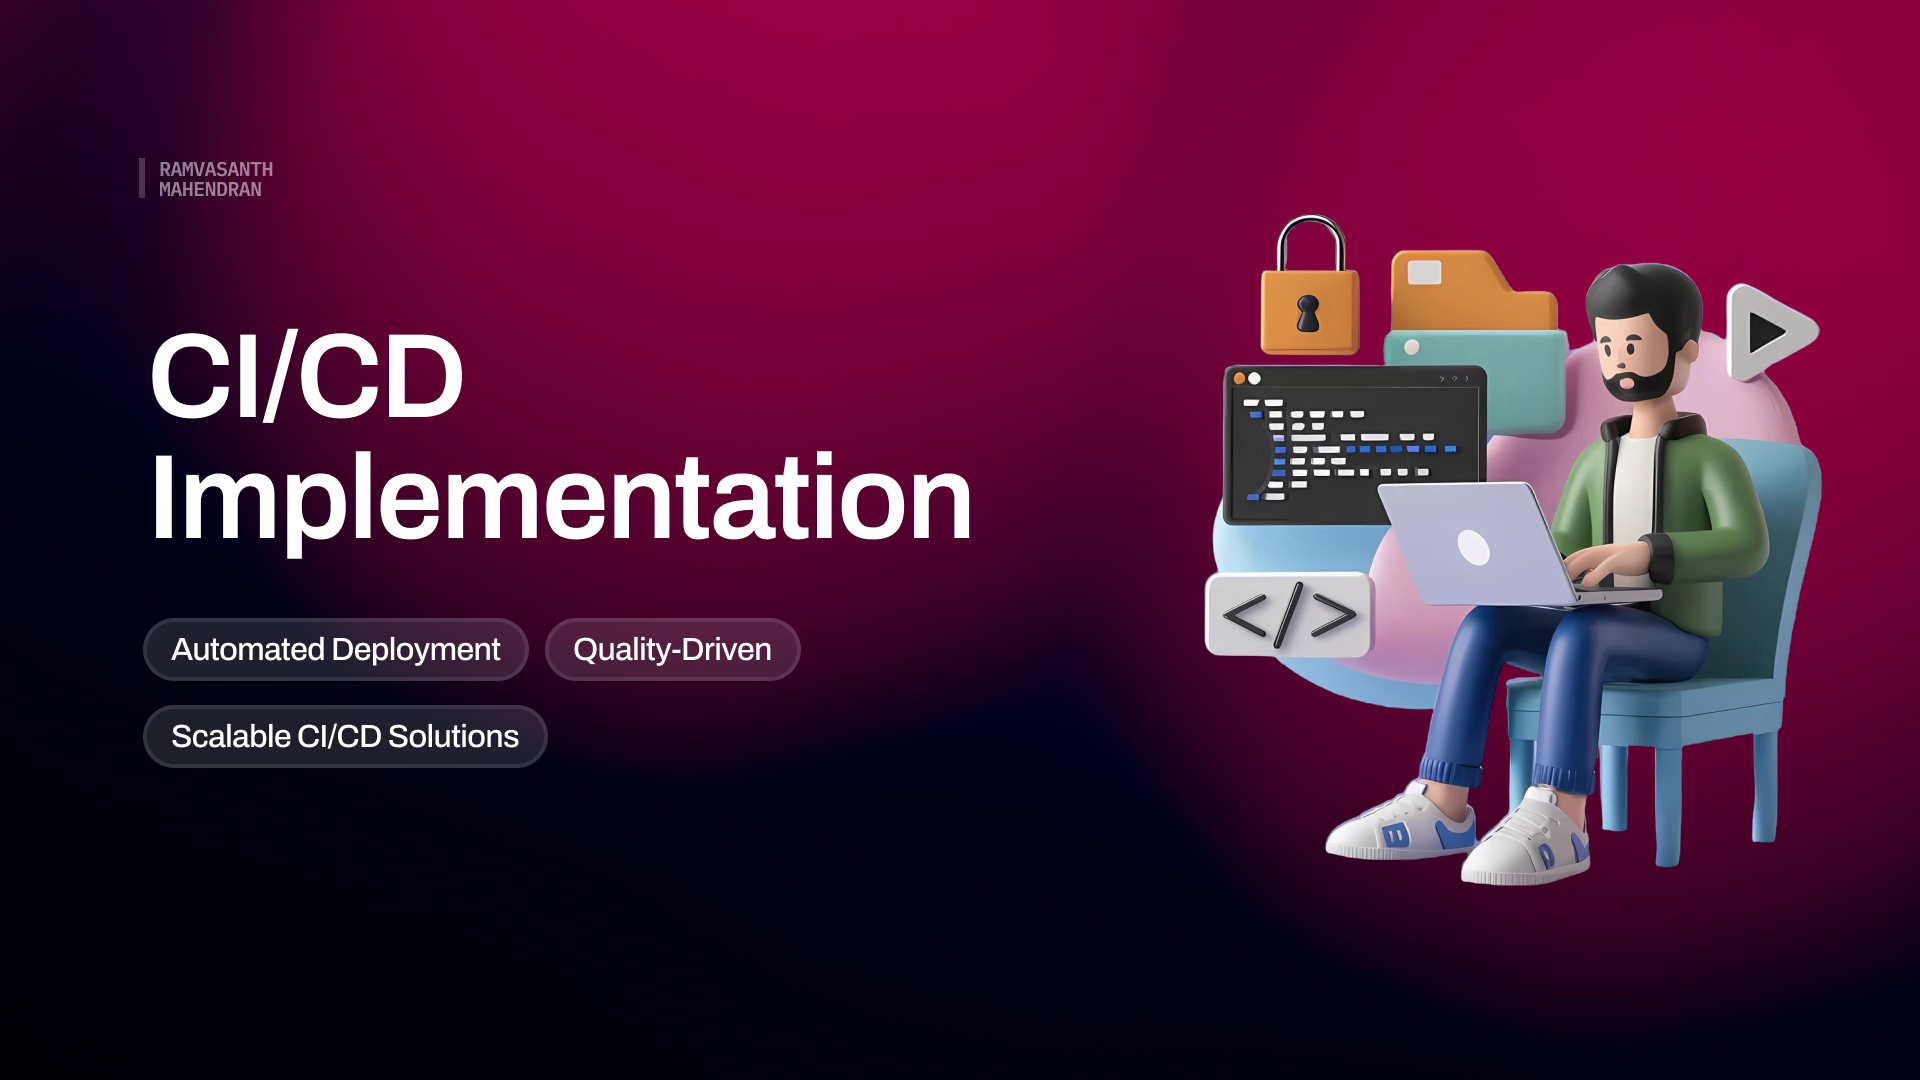 RAMVASANTH
MAHENDRAN
CI/CD
Implementation
Automated Deployment
Quality-Driven
Scalable CI/CD Solutions
</>